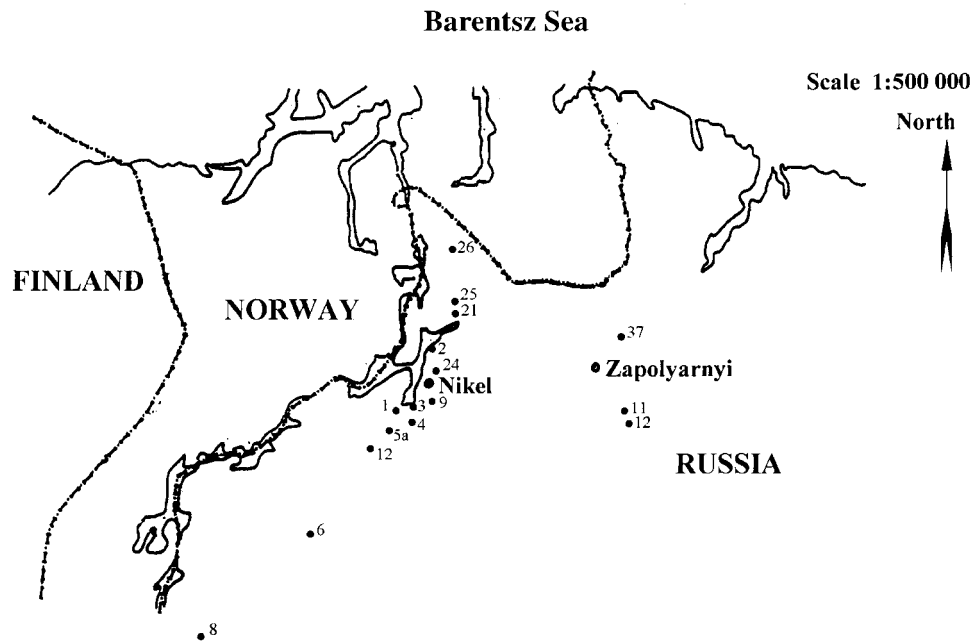 Barentsz Sea
Scale 1:500 000
North
26
FINLAND
NORWAY
25
21
37
2
24
Zapolyarnyi
Nikel
1
3
9
11
4
12
5a
12
RUSSIA
6
8